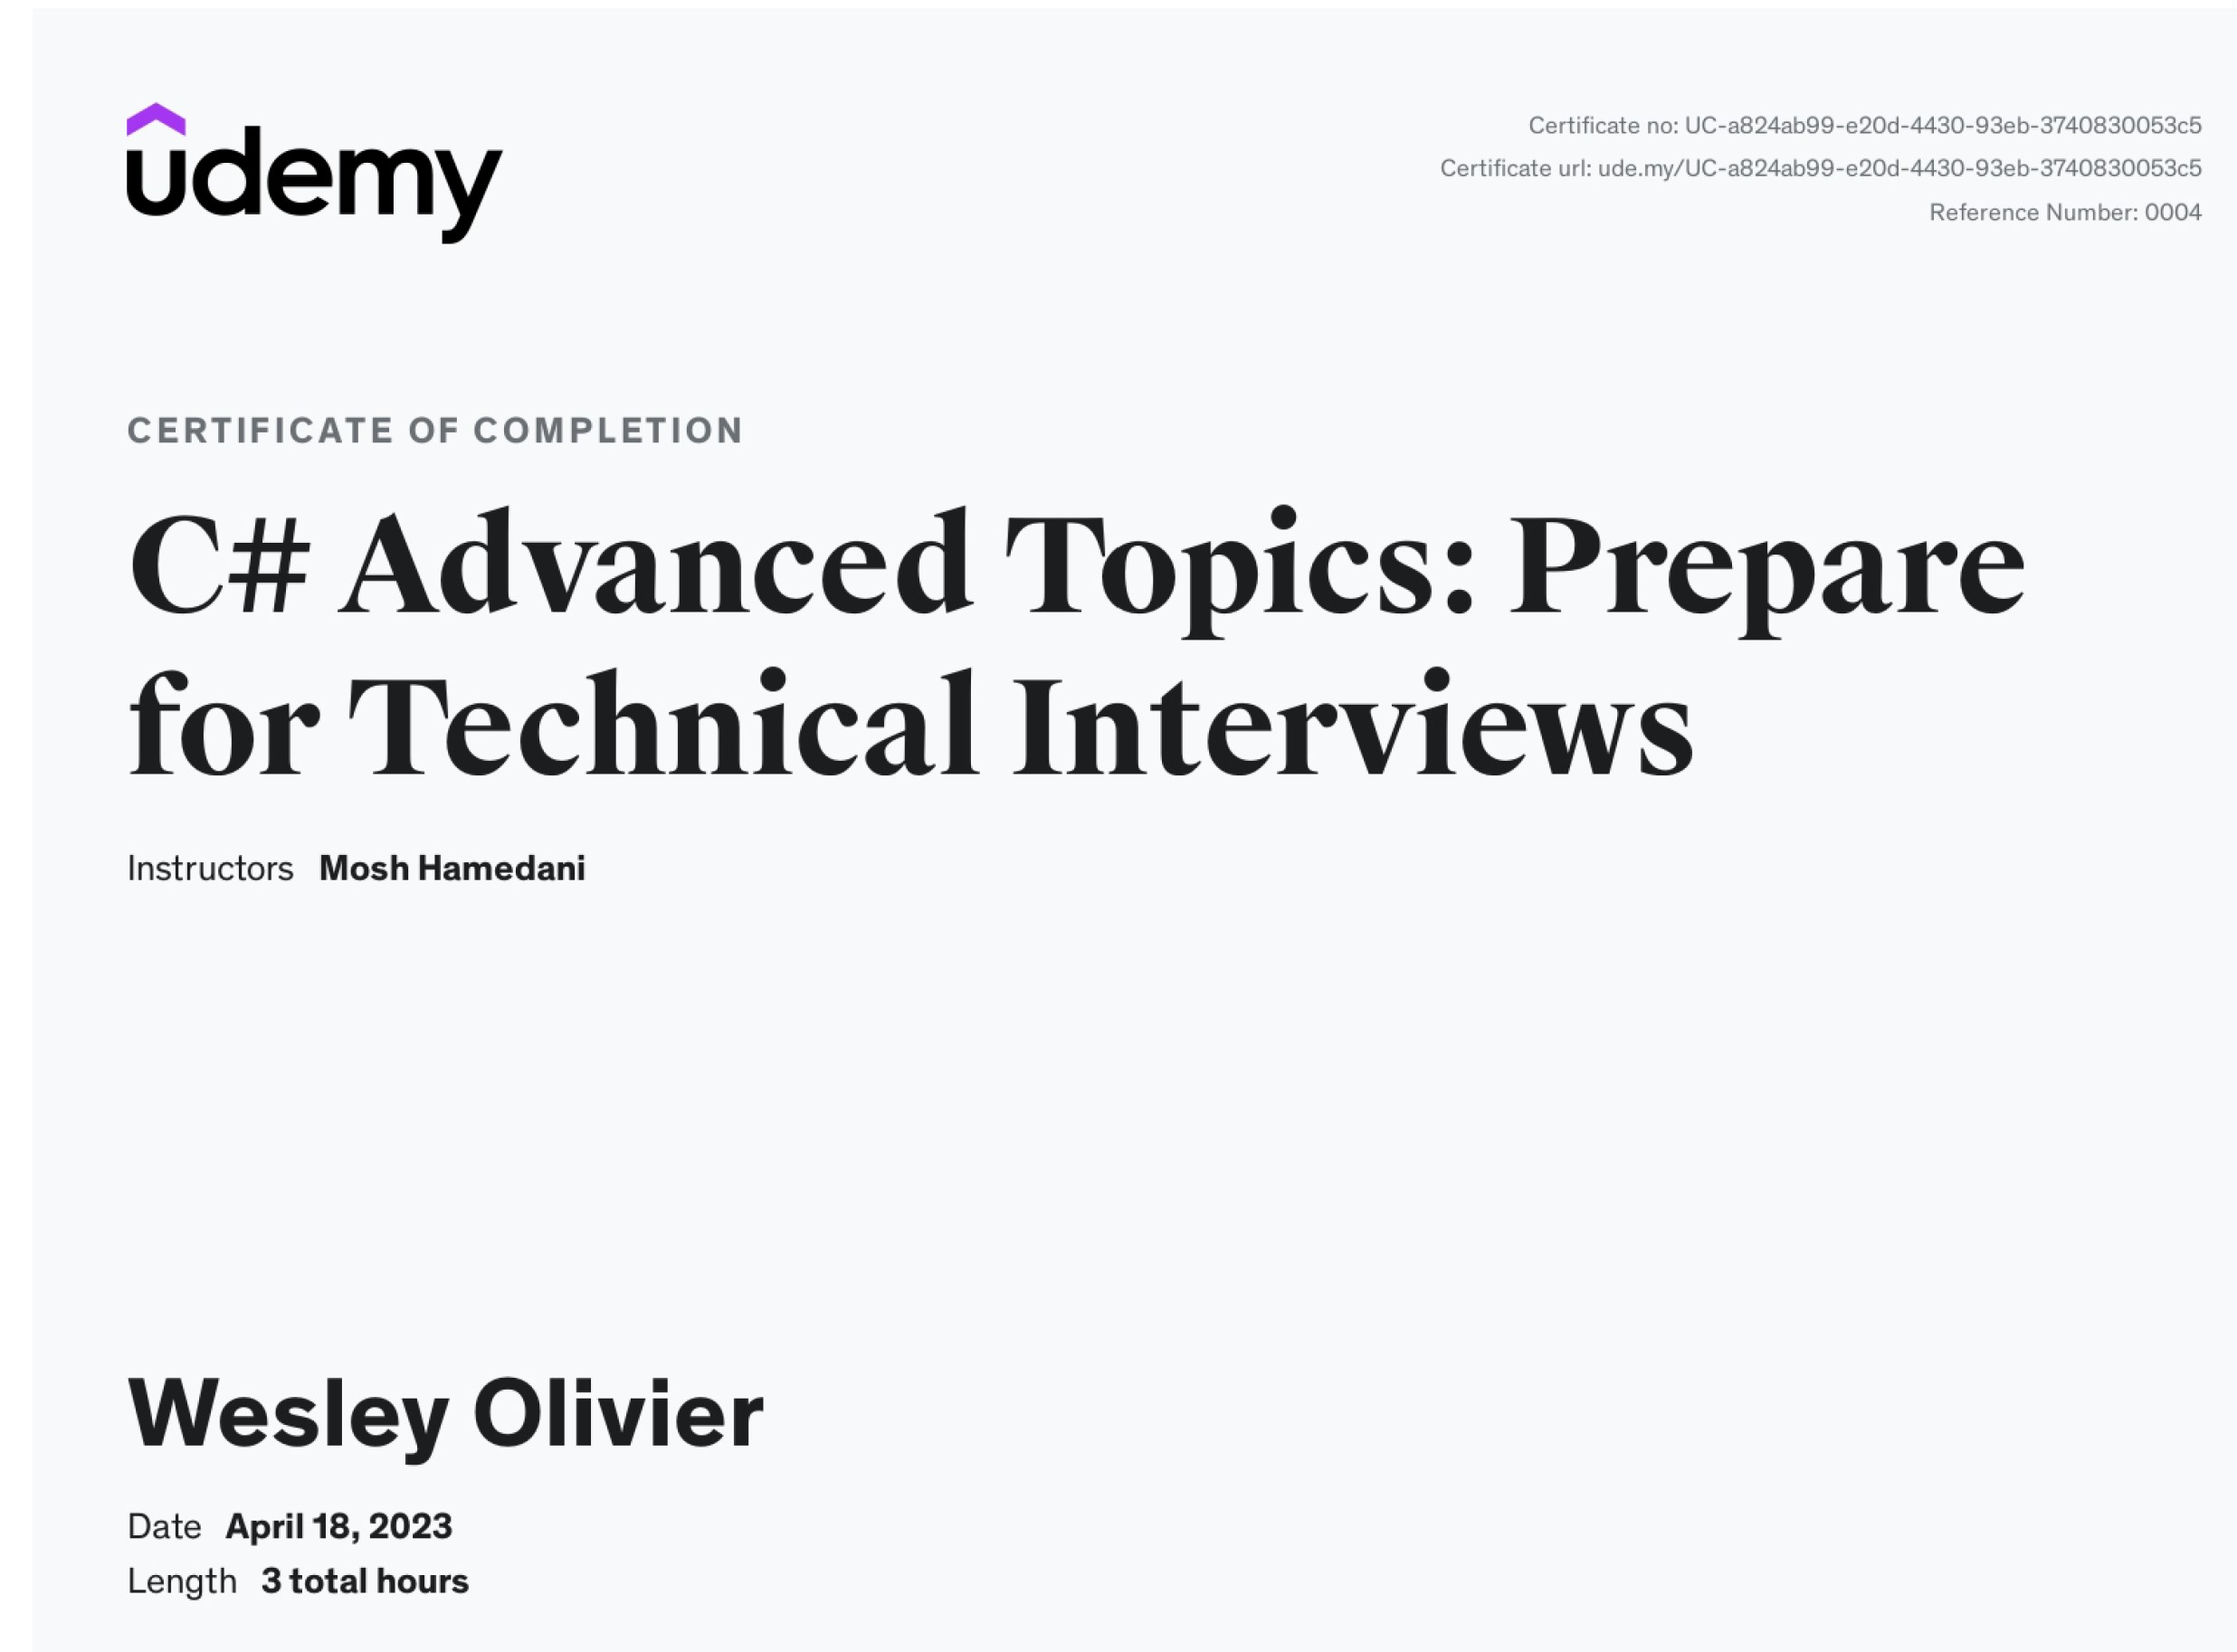 udemy
Certificate no: UC-a824ab99-e20d-4430-93eb-3740830053c5
Certificate url: ude.my/UC-a824ab99-e20d-4430-93eb-3740830053c5
Reference Number: 0004
CERTIFICATE OF COMPLETION
C# Advanced Topics: Prepare
for Technical Interviews
Instructors Mosh Hamedani
Wesley Olivier
Date April 18, 2023
Length 3 total hours